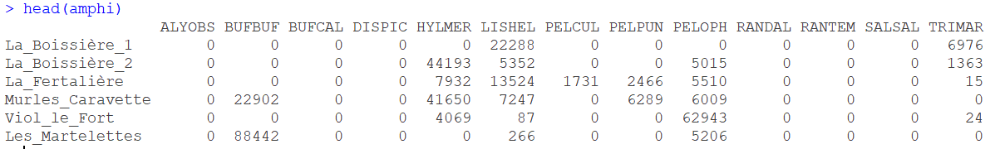 > head(amphi)
ALYOBS BUFBUF BUFCAL DISPIC HYLMER LISHEL PELCUL PELPUN PELOPH RANDAL RANTEM SALSAL TRIMAR
La_Boissière_1 0 0 0 0 0 22288 0 0 0 0 0 0 6976
La_Boissière_2 0 0 0 0 44193 5352 0 0 5015 0 0 0 1363
La_Fertalière 0 0 0 0 7932 13524 1731 2466 5510 0 0 0 15
Murles_Caravette 0 22902 0 0 41650 7247 0 6289 6009 0 0 0 0
Viol_le_Fort 0 0 0 0 4069 87 0 0 62943 0 0 0 24
Les_Martelettes 0 88442 0 0 0 266 0 0 5206 0 0 0 0